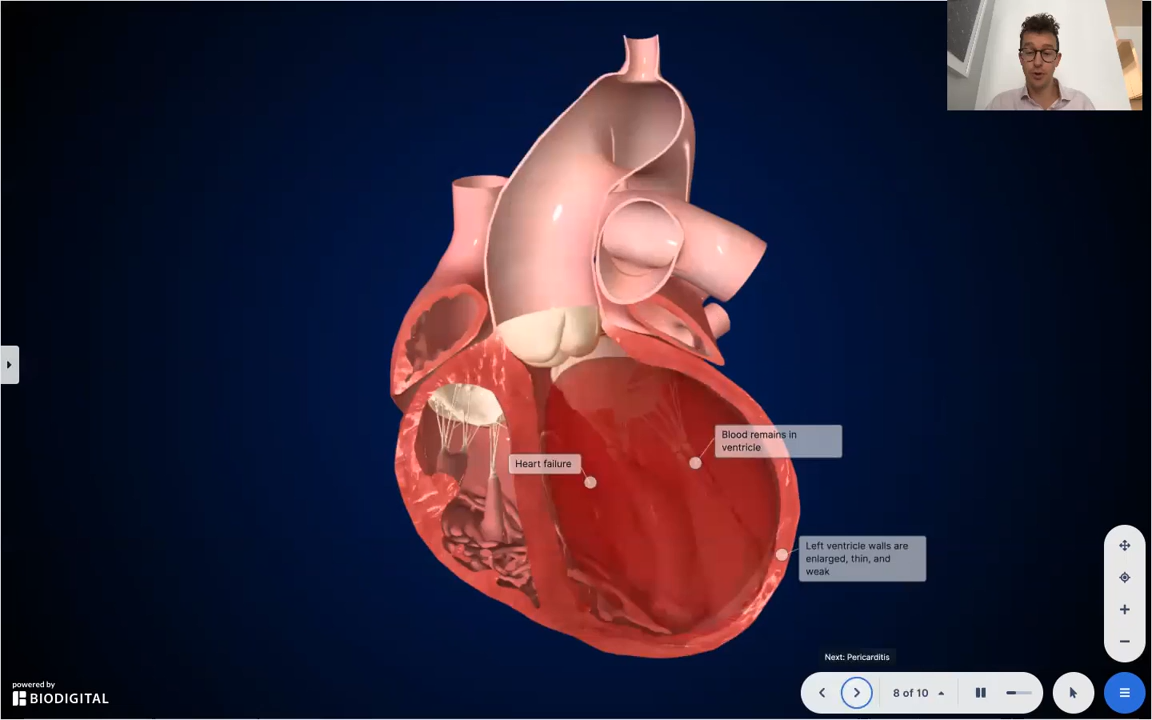 Blood remains in
ventricle
Heart failure
Left ventricle walls are
enlarged, thin, and
weak
Next: Pericarditis
powered by
BIODIGITAL
8 of 10